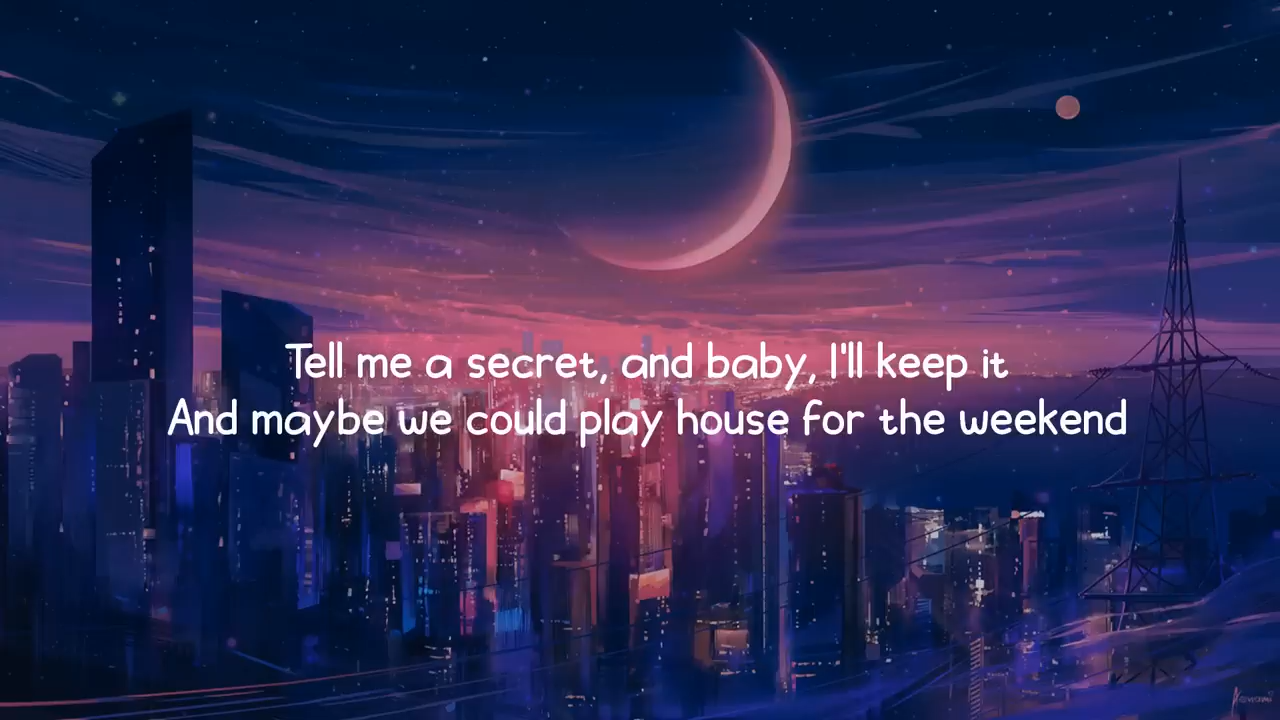 Tell me a secret, and baby, I'll keep it
And maybe we could play house for the weekend